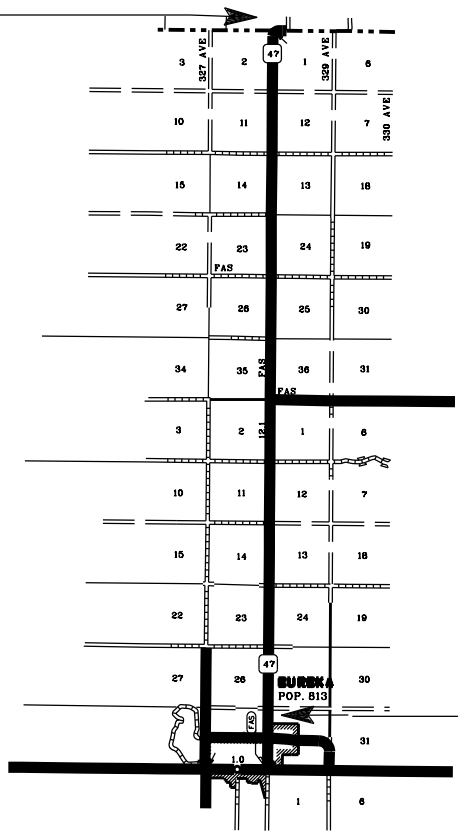 327 AVE
329 AVE
47
3 2 1 6
330 AVE
10 11 12 7
15 14 13 18
22 23 24 19
FAS
27 26 25 30
34 35 36 31
FAS
FAS
3 2 1 6
12.1
10 11 12 7
15 14 13 18
22 23 24 19
47
27 26 30
EUREKA
POP. 813
FAS
31
1.0
1 6